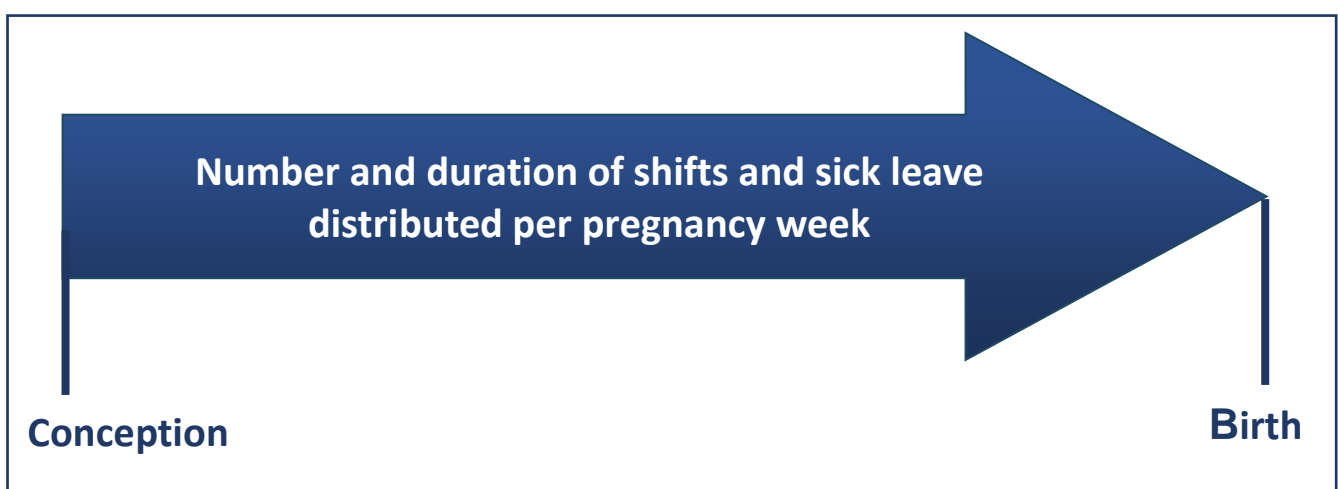 Number and duration of shifts and sick leave
distributed per pregnancy week
Conception
Birth